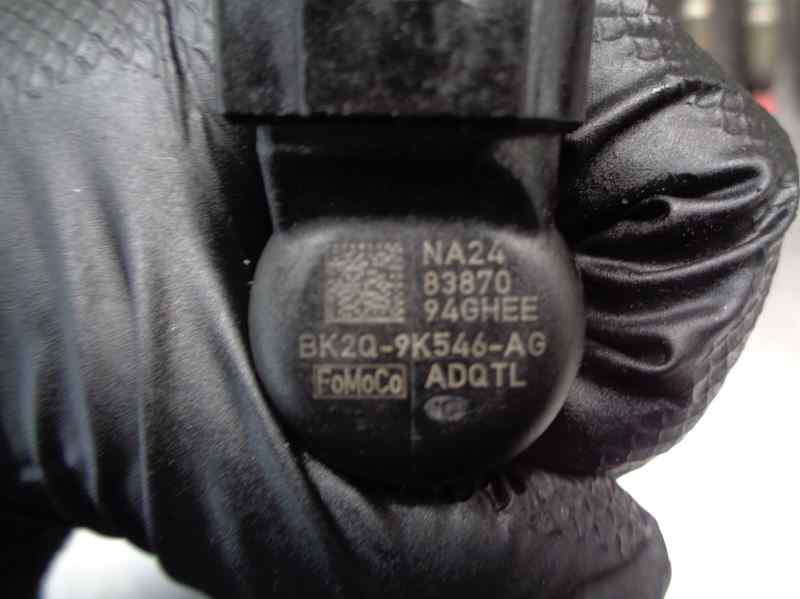 NA24
83870
94GHEE
BK2Q-9K546-AG
FoMoCo ADQTL